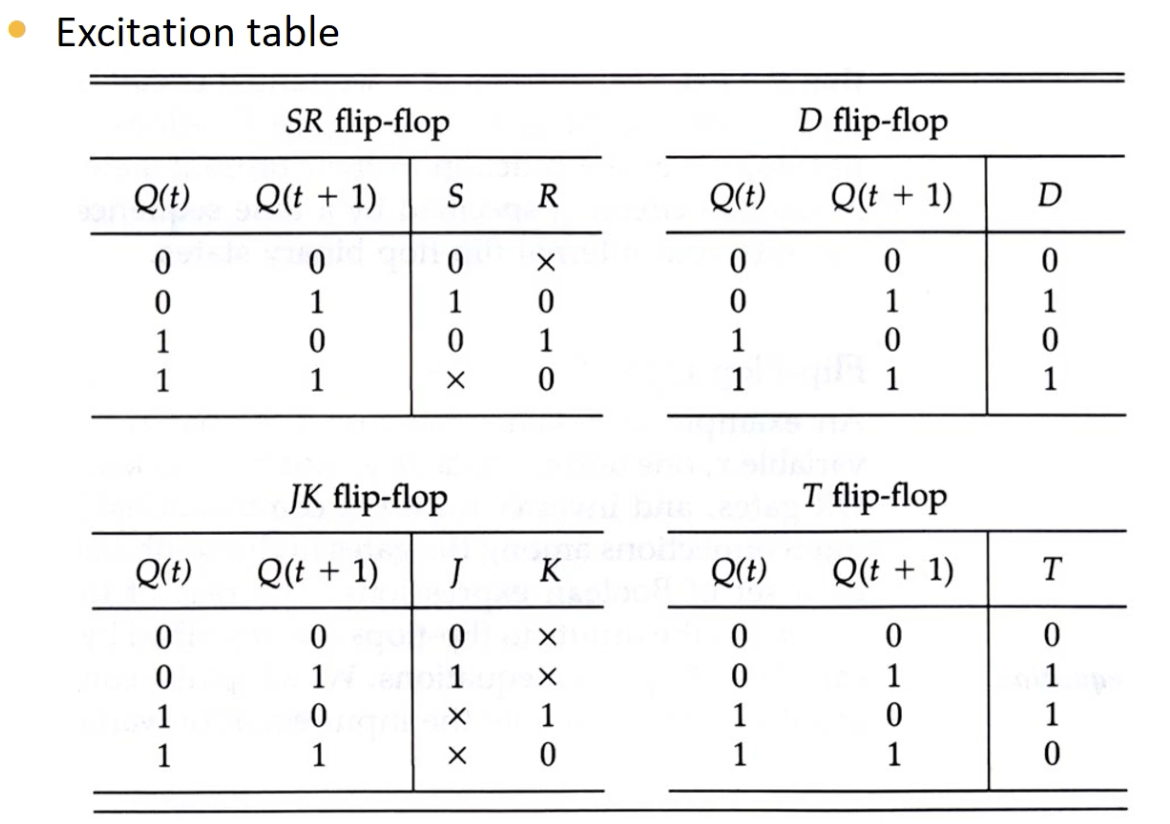 • Excitation table
SR flip-flop
Q(t) Q(t + 1) S R
0 0 0 ×
0 1 1 0
1 0 0 1
1 1 × 0
D flip-flop
Q(t) Q(t + 1) D
0 0 0
0 1 1
1 0 0
1 1 1
JK flip-flop
Q(t) Q(t + 1) J K
0 0 0 ×
0 1 1 ×
1 0 × 1
1 1 × 0
T flip-flop
Q(t) Q(t + 1) T
0 0 0
0 1 1
1 0 1
1 1 0